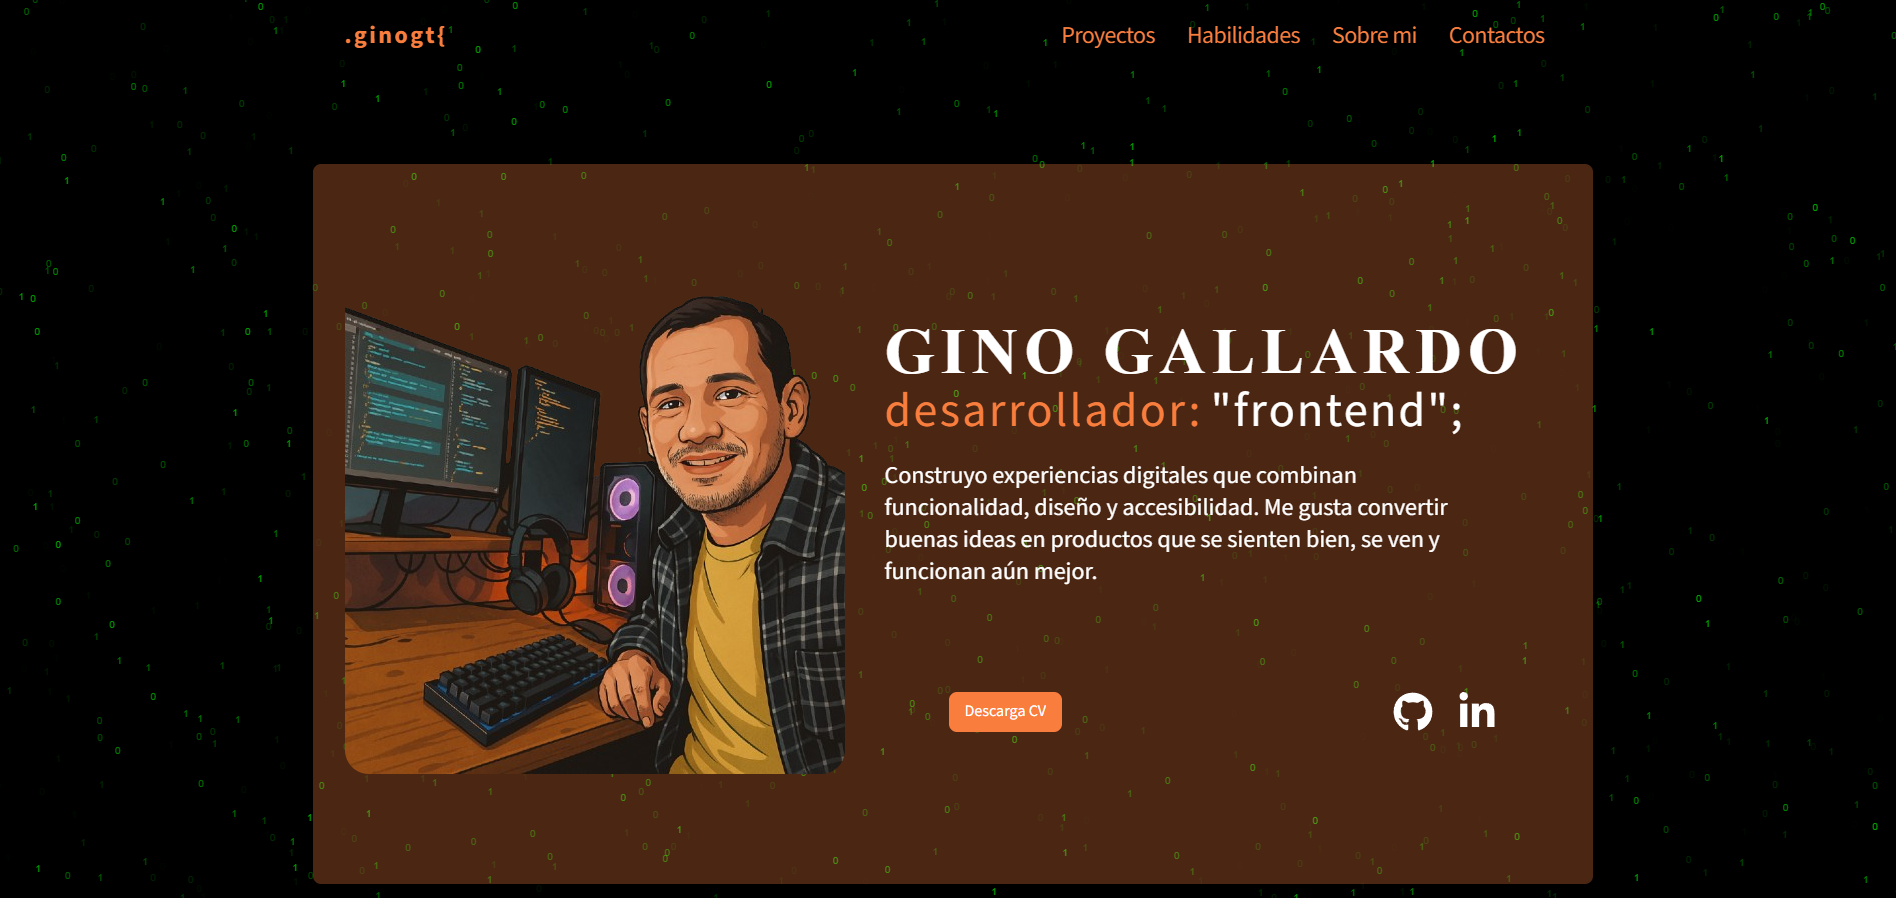 .ginogt{
Proyectos Habilidades Sobre mi Contactos
GINO GALLARDO
desarrollador: "frontend";
Construyo experiencias digitales que combinan
funcionalidad, diseño y accesibilidad. Me gusta convertir
buenas ideas en productos que se sienten bien, se ven y
funcionan aún mejor.
Descarga CV
in